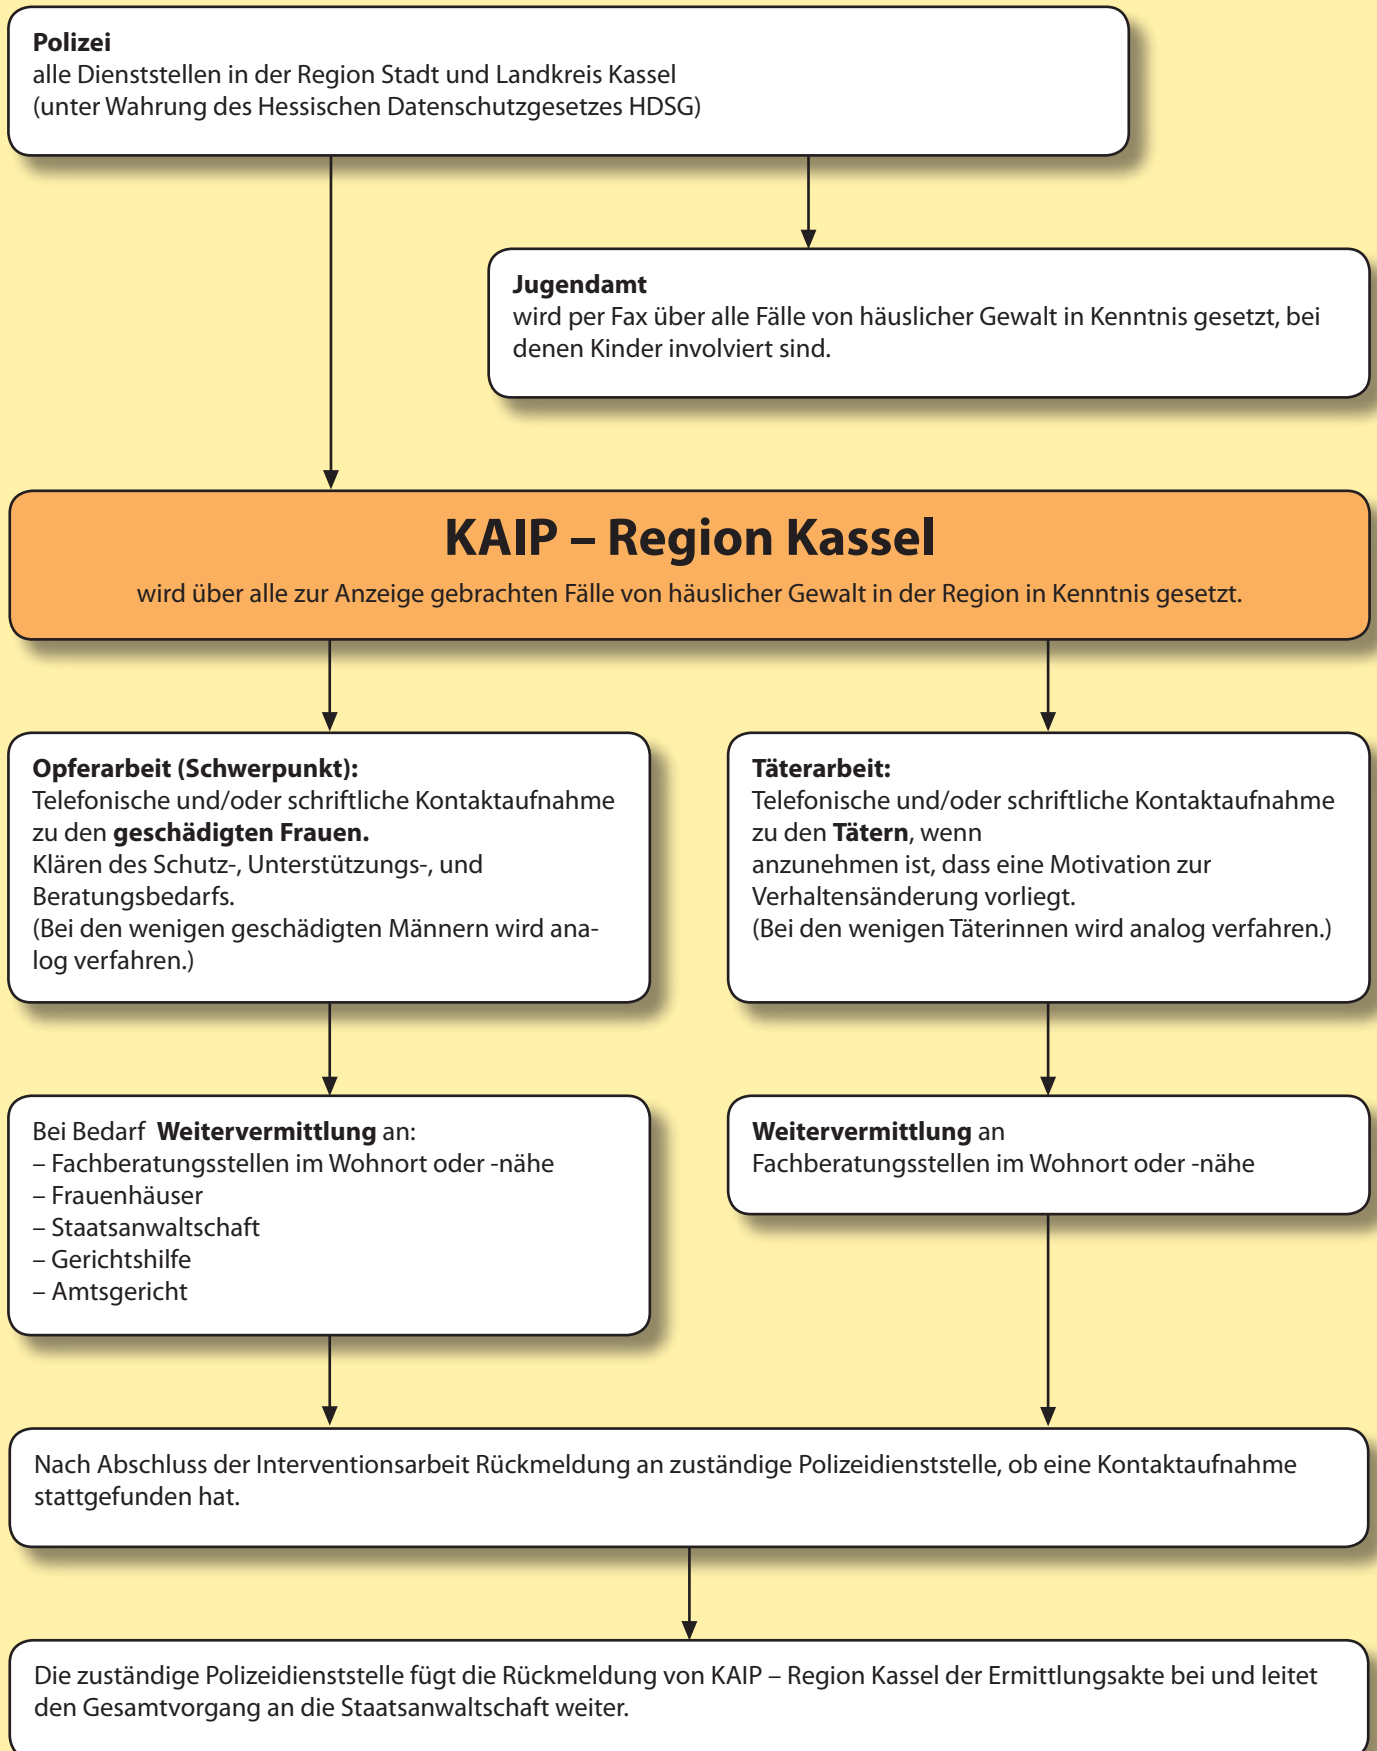 Polizei
alle Dienststellen in der Region Stadt und Landkreis Kassel
(unter Wahrung des Hessischen Datenschutzgesetzes HDSG)
Jugendamt
wird per Fax über alle Fälle von häuslicher Gewalt in Kenntnis gesetzt, bei
denen Kinder involviert sind.
KAIP – Region Kassel
wird über alle zur Anzeige gebrachten Fälle von häuslicher Gewalt in der Region in Kenntnis gesetzt.
Opferarbeit (Schwerpunkt):
Telefonische und/oder schriftliche Kontaktaufnahme
zu den geschädigten Frauen.
Klären des Schutz-, Unterstützungs-, und
Beratungsbedarfs.
(Bei den wenigen geschädigten Männern wird ana-
log verfahren.)
Täterarbeit:
Telefonische und/oder schriftliche Kontaktaufnahme
zu den Tätern, wenn
anzunehmen ist, dass eine Motivation zur
Verhaltensänderung vorliegt.
(Bei den wenigen Täterinnen wird analog verfahren.)
Bei Bedarf Weitervermittlung an:
– Fachberatungsstellen im Wohnort oder -nähe
– Frauenhäuser
– Staatsanwaltschaft
– Gerichtshilfe
– Amtsgericht
Weitervermittlung an
Fachberatungsstellen im Wohnort oder -nähe
Nach Abschluss der Interventionsarbeit Rückmeldung an zuständige Polizeidienststelle, ob eine Kontaktaufnahme
stattgefunden hat.
Die zuständige Polizeidienststelle fügt die Rückmeldung von KAIP – Region Kassel der Ermittlungsakte bei und leitet
den Gesamtvorgang an die Staatsanwaltschaft weiter.